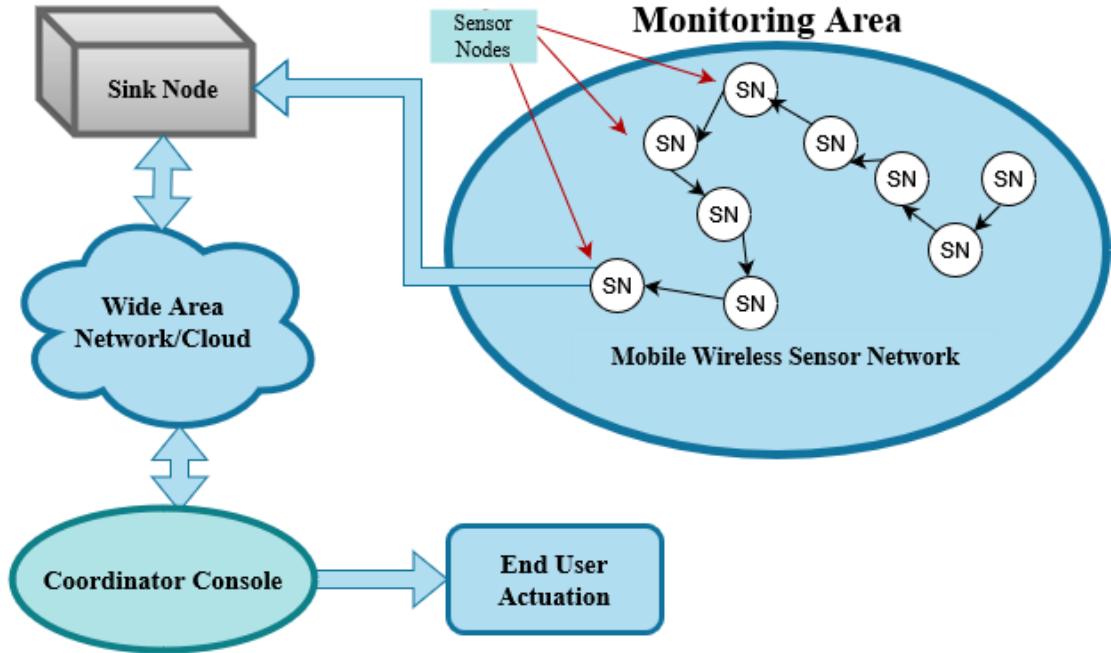 Monitoring Area
Sensor
Nodes
Sink Node
SN
SN
SN
SN
SN
SN
SN
SN
SN
Mobile Wireless Sensor Network
Wide Area
Network/Cloud
Coordinator Console
End User
Actuation